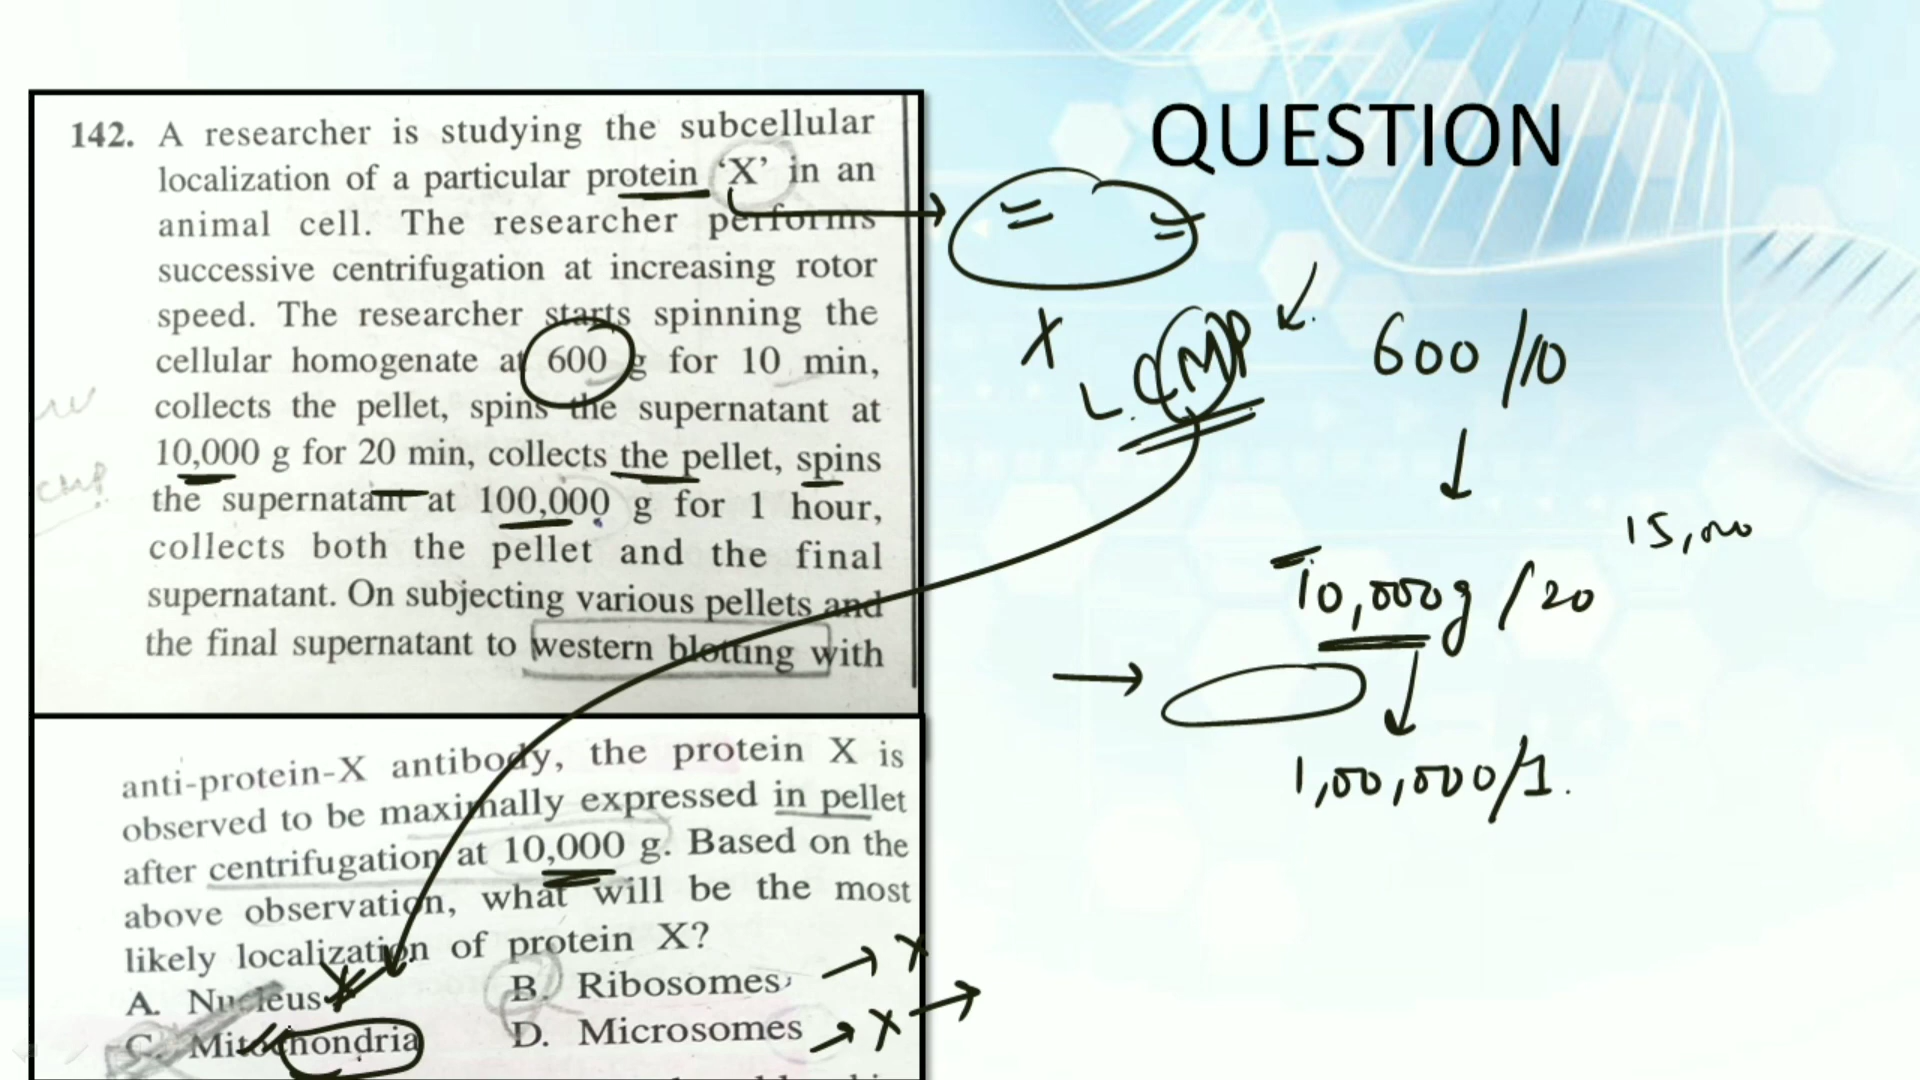 QUESTION
142. A researcher is studying the subcellular
localization of a particular protein ‘X’ in an
animal cell. The researcher performs
successive centrifugation at increasing rotor
speed. The researcher starts spinning the
cellular homogenate at 600 g for 10 min,
collects the pellet, spins the supernatant at
10,000 g for 20 min, collects the pellet, spins
the supernatant at 100,000 g for 1 hour,
collects both the pellet and the final
supernatant. On subjecting various pellets and
the final supernatant to western blotting with
anti-protein-X antibody, the protein X is
observed to be maximally expressed in pellet
after centrifugation at 10,000 g. Based on the
above observation, what will be the most
likely localization of protein X?
A. Nucleus B. Ribosomes
C. Mitochondria D. Microsomes
X
600/10
10,000g/20
1,00,000/1.